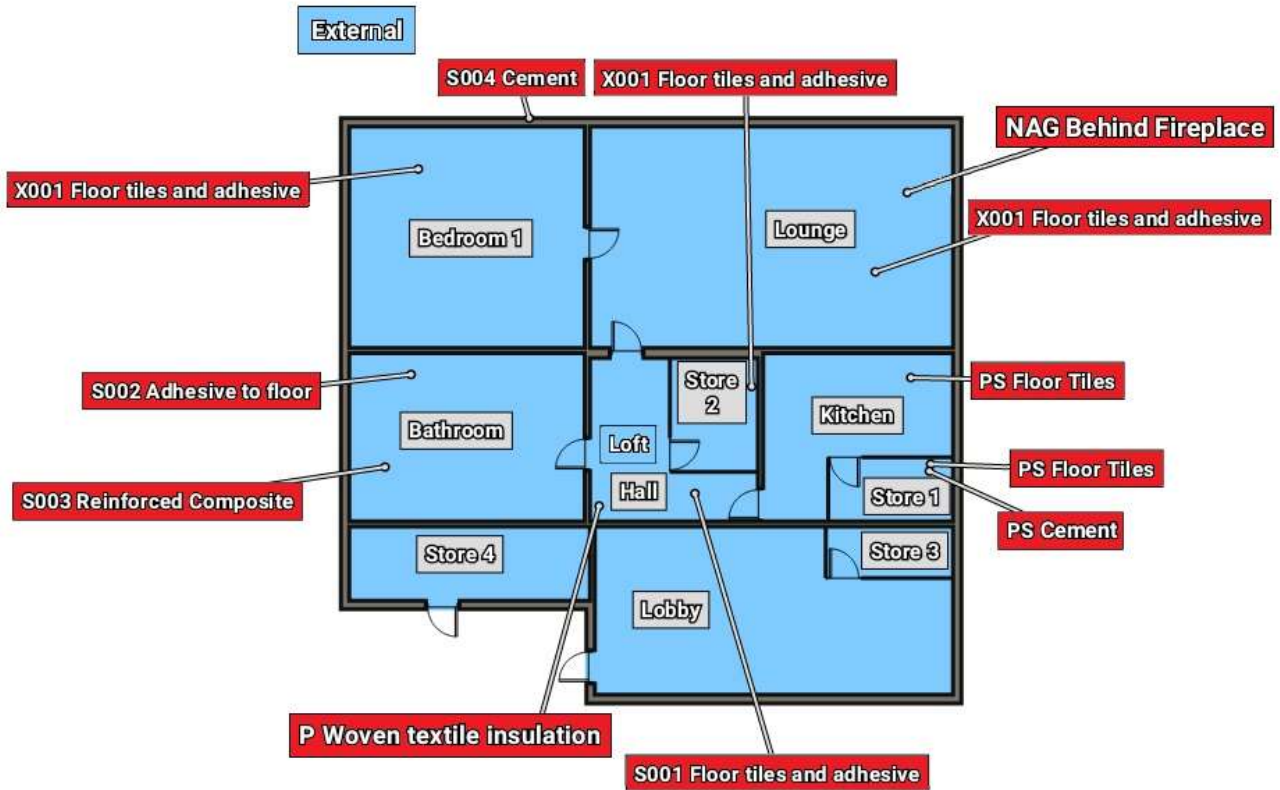 External
S004 Cement
X001 Floor tiles and adhesive
NAG Behind Fireplace
X001 Floor tiles and adhesive
X001 Floor tiles and adhesive
Bedroom 1
Lounge
S002 Adhesive to floor
Store
2
PS Floor Tiles
Bathroom
Loft
Kitchen
S003 Reinforced Composite
Hall
PS Floor Tiles
Store 1
PS Cement
Store 4
Store 3
Lobby
P Woven textile insulation
S001 Floor tiles and adhesive